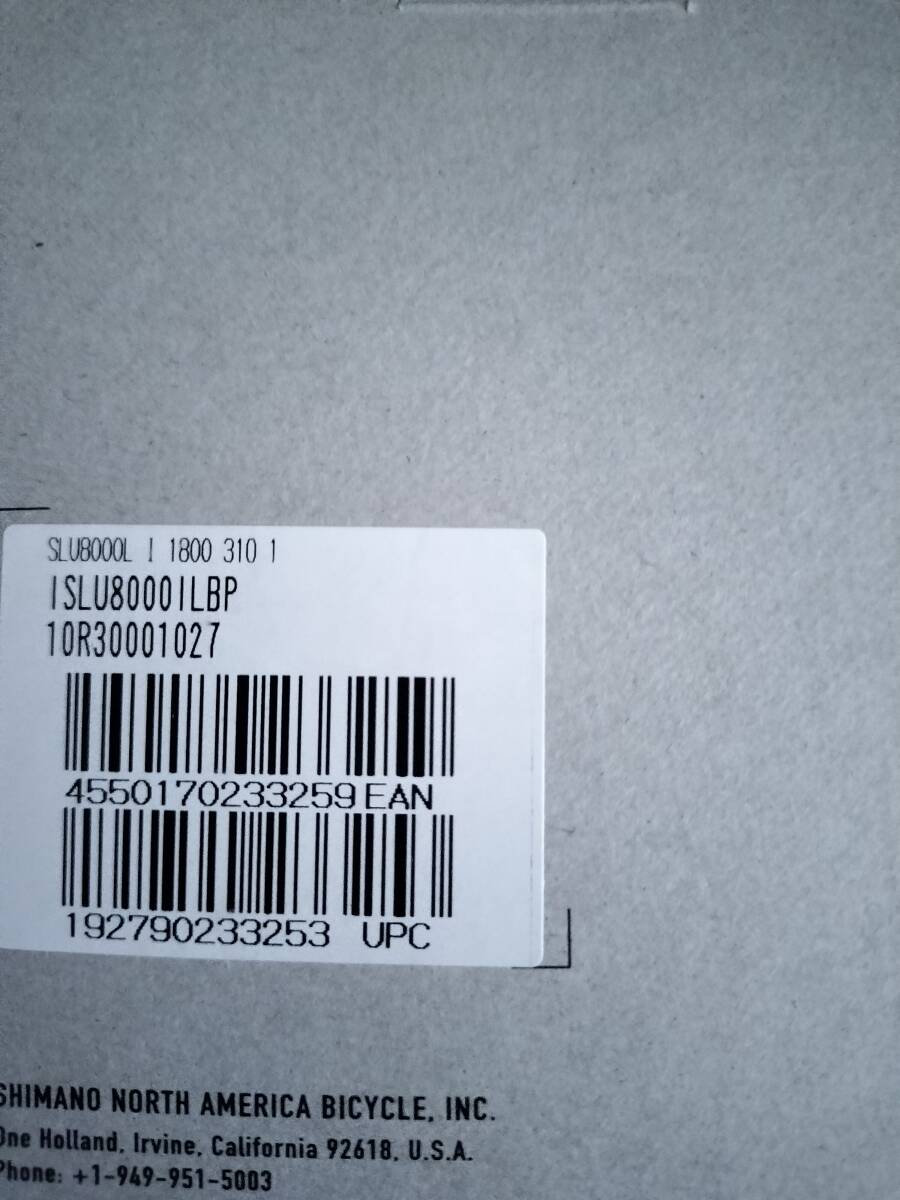 SLU8000L I 1800 310 1
ISLU8000ILBP
10R30001027
4550170233259 EAN
192790233253 UPC
SHIMANO NORTH AMERICA BICYCLE, INC.
One Holland, Irvine, California 92618, U.S.A.
Phone: +1-949-951-5003